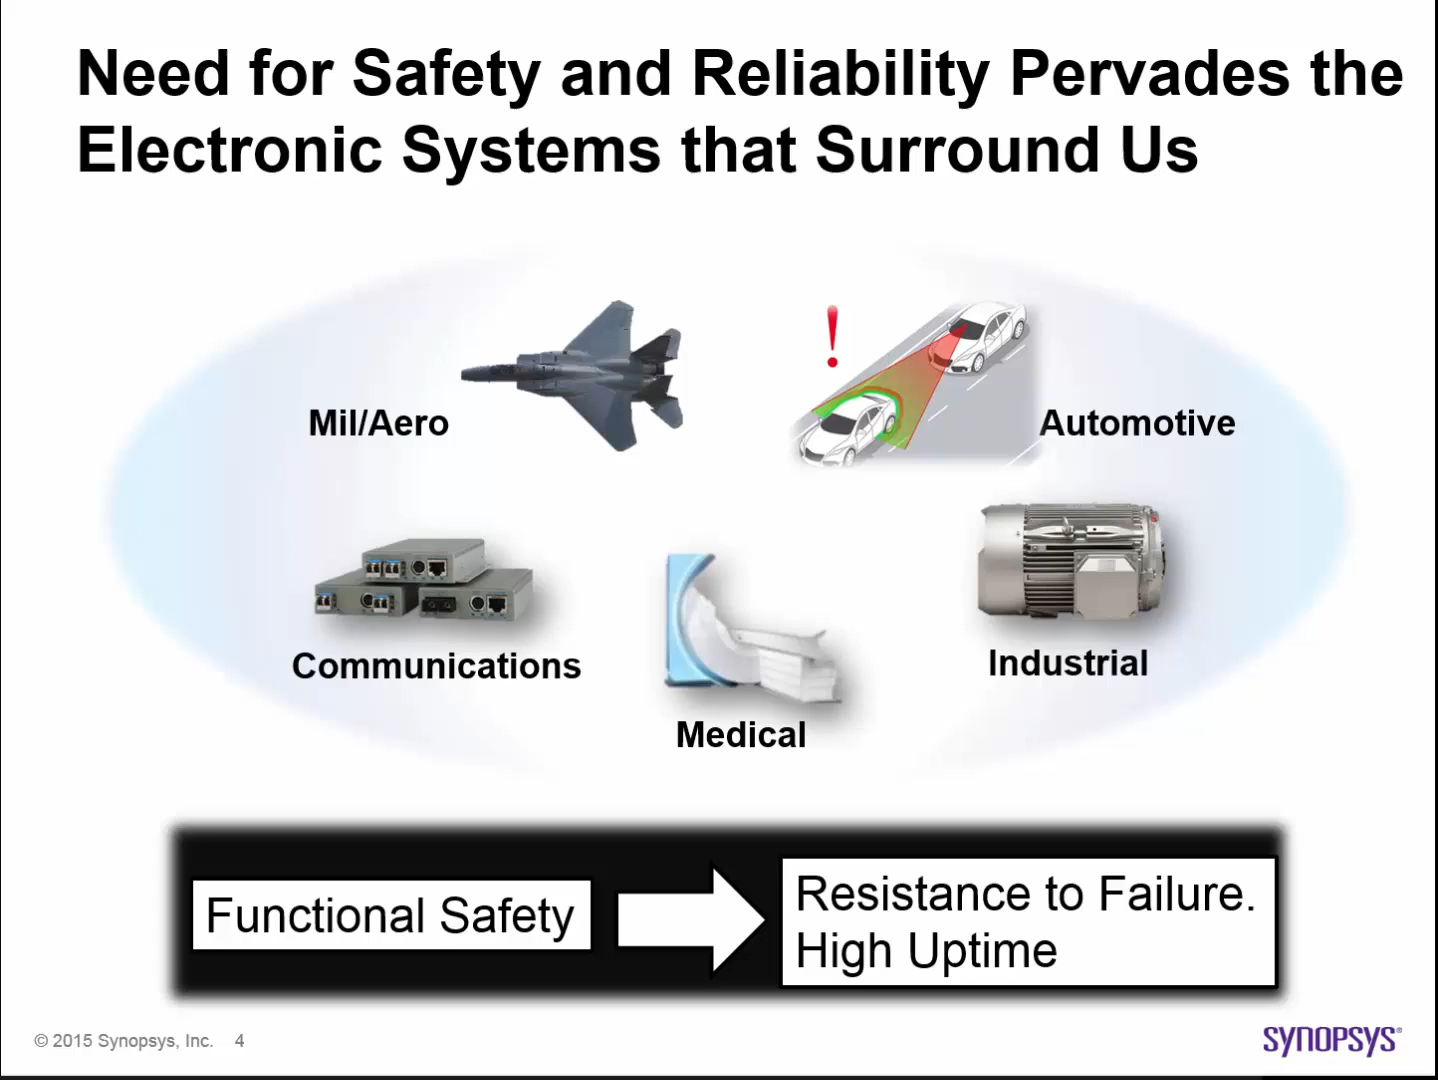 Need for Safety and Reliability Pervades the
Electronic Systems that Surround Us
!
Mil/Aero
Automotive
Communications
Industrial
Medical
Functional Safety
Resistance to Failure.
High Uptime
© 2015 Synopsys, Inc. 4
SYNOPSYS®